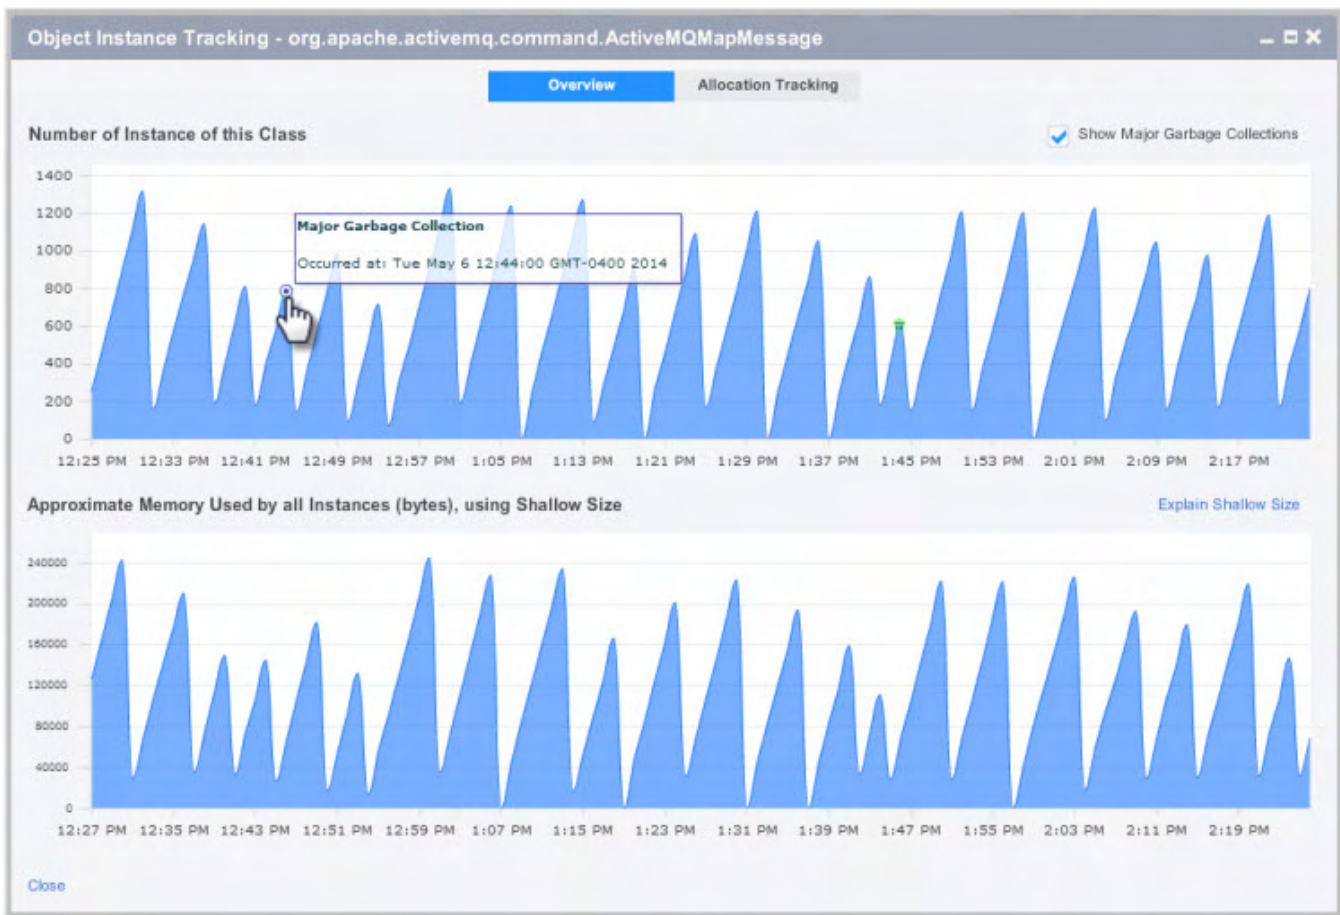 Object Instance Tracking - org.apache.activemq.command.ActiveMQMapMessage
Overview
Allocation Tracking
Number of Instance of this Class
Show Major Garbage Collections
1400
1200
1000
800
600
400
200
0
Major Garbage Collection
Occurred at: Tue May 6 12:44:00 GMT-0400 2014
12:25 PM 12:33 PM 12:41 PM 12:49 PM 12:57 PM 1:05 PM 1:13 PM 1:21 PM 1:29 PM 1:37 PM 1:45 PM 1:53 PM 2:01 PM 2:09 PM 2:17 PM
Approximate Memory Used by all Instances (bytes), using Shallow Size
Explain Shallow Size
240000
200000
160000
120000
80000
40000
0
12:27 PM 12:35 PM 12:43 PM 12:51 PM 12:59 PM 1:07 PM 1:15 PM 1:23 PM 1:31 PM 1:39 PM 1:47 PM 1:55 PM 2:03 PM 2:11 PM 2:19 PM
Close